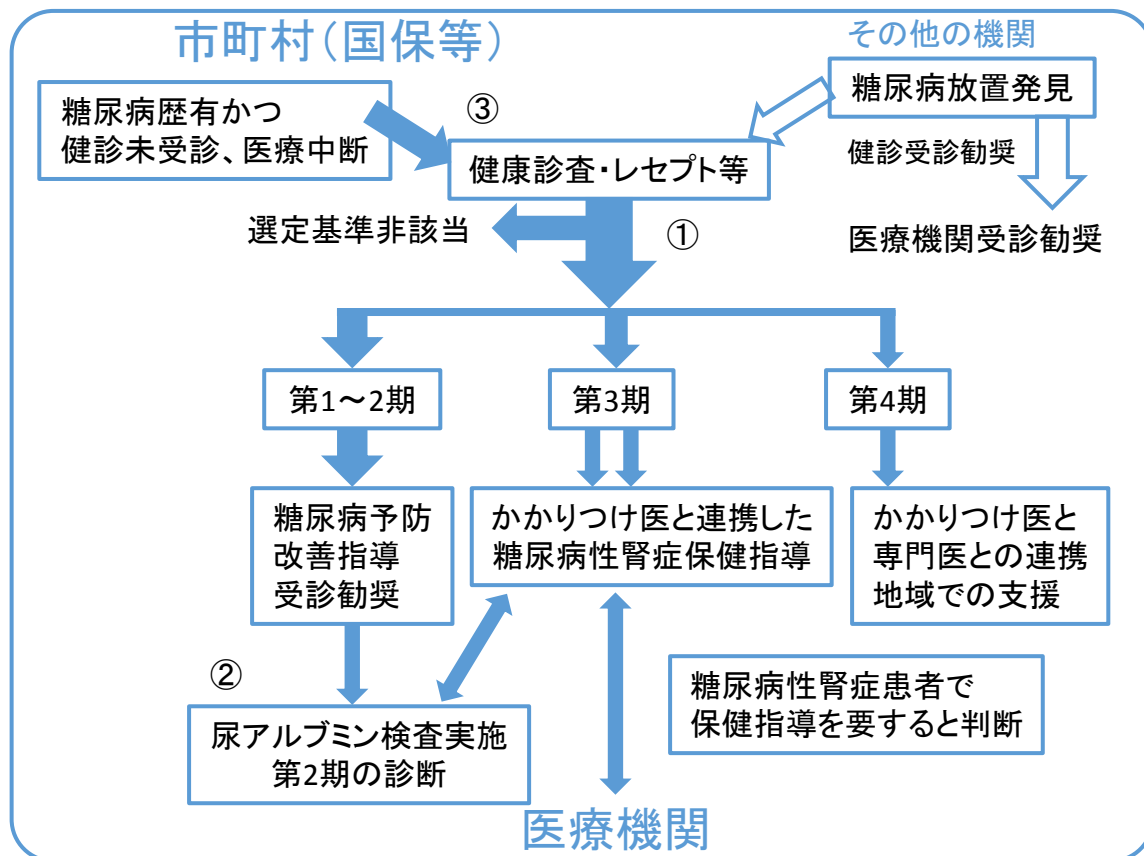 市町村（国保等）
その他の機関
糖尿病歴有かつ
健診未受診、医療中断
③
糖尿病放置発見
健康診査・レセプト等
健診受診勧奨
選定基準非該当
①
医療機関受診勧奨
第1～2期
第3期
第4期
糖尿病予防
改善指導
受診勧奨
かかりつけ医と連携した
糖尿病性腎症保健指導
かかりつけ医と
専門医との連携
地域での支援
②
尿アルブミン検査実施
第2期の診断
糖尿病性腎症患者で
保健指導を要すると判断
医療機関